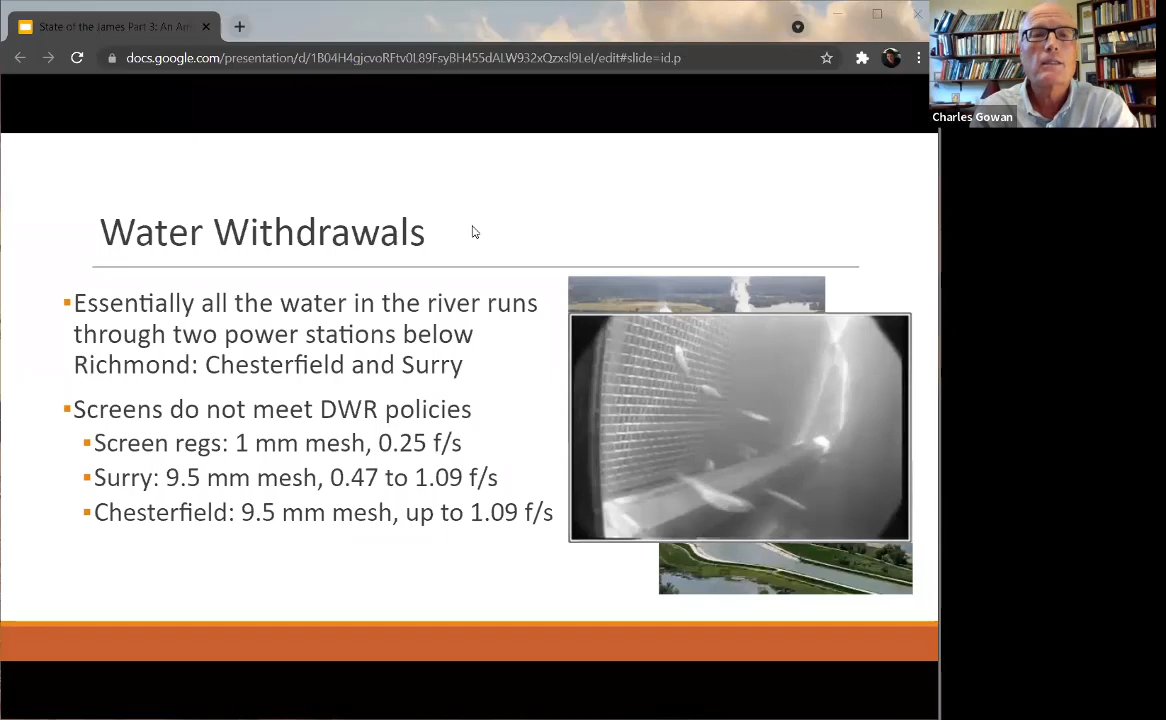 State of the James Part 3: An Am
docs.google.com/presentation/d/1B04H4gjcvoRFtv0L89FsyBH455dALW932xQzxsl9LeI/edit#slide=id.p
Charles Gowan
Water Withdrawals
▪Essentially all the water in the river runs
through two power stations below
Richmond: Chesterfield and Surry
▪Screens do not meet DWR policies
▪Screen regs: 1 mm mesh, 0.25 f/s
▪Surry: 9.5 mm mesh, 0.47 to 1.09 f/s
▪Chesterfield: 9.5 mm mesh, up to 1.09 f/s